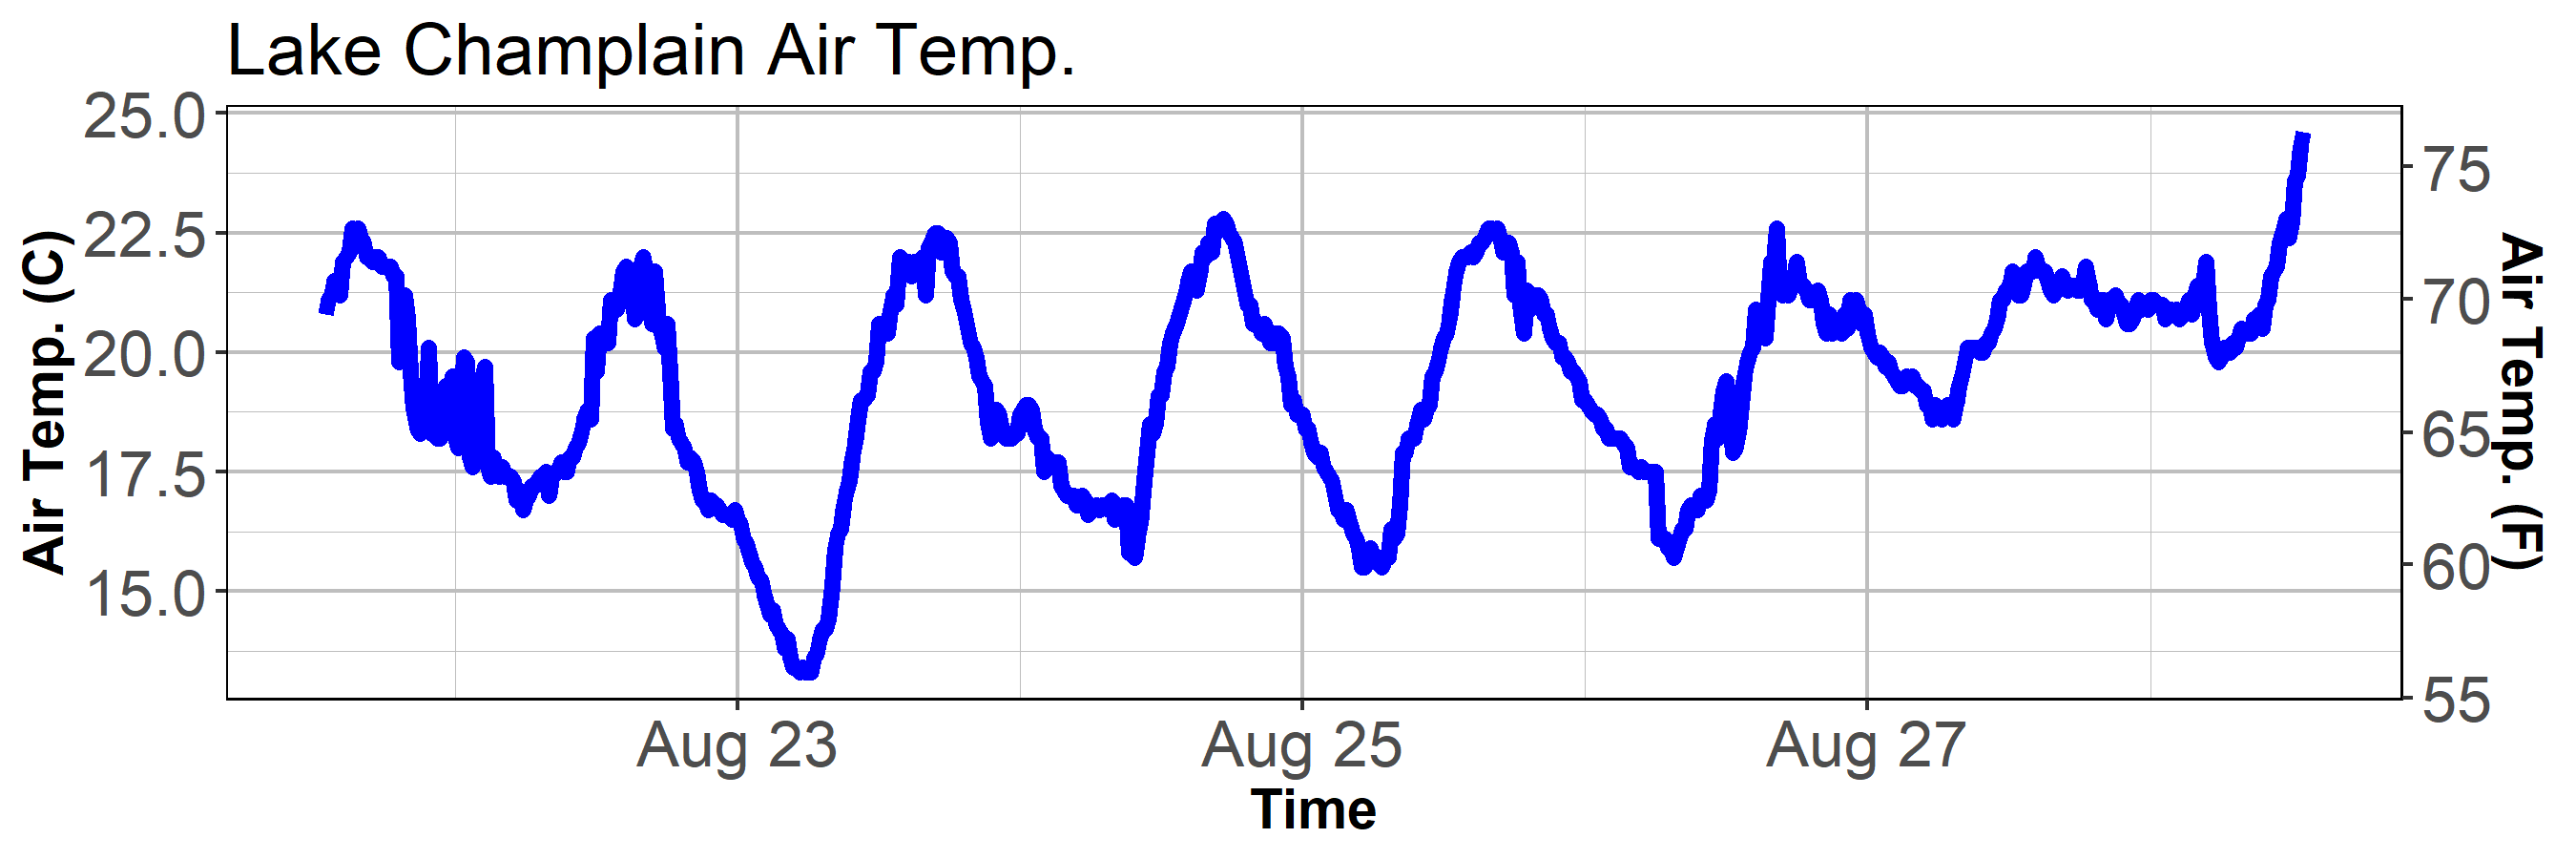 Lake Champlain Air Temp.
Air Temp. (C)
25.0
22.5
20.0
17.5
15.0
75
70
65
60
55
Air Temp. (F)
Aug 23
Aug 25
Aug 27
Time